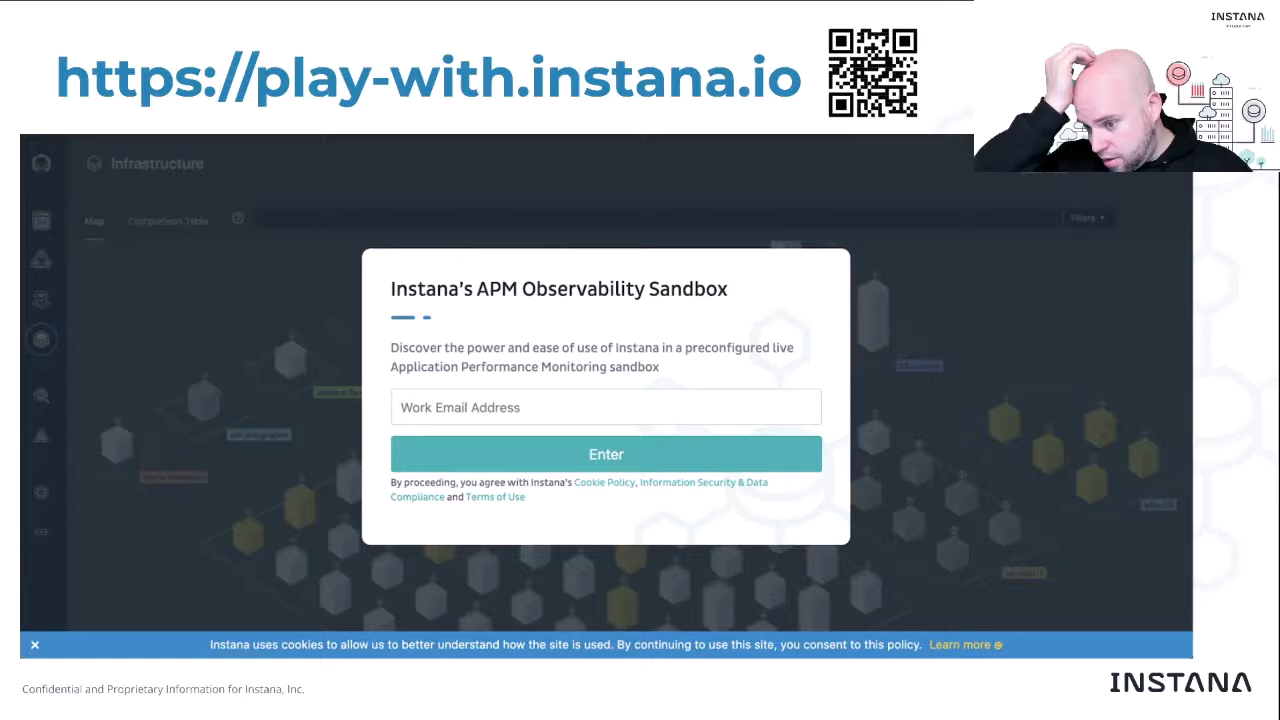 https://play-with.instana.io
INSTANA
Infrastructure
Map
Comparison Table
Filters
Instana's APM Observability Sandbox
Discover the power and ease of use of Instana in a preconfigured live
Application Performance Monitoring sandbox
Work Email Address
Enter
By proceeding, you agree with Instana's Cookie Policy, Information Security & Data
Compliance and Terms of Use
Instana uses cookies to allow us to better understand how the site is used. By continuing to use this site, you consent to this policy. Learn more
Confidential and Proprietary Information for Instana, Inc.
INSTANA